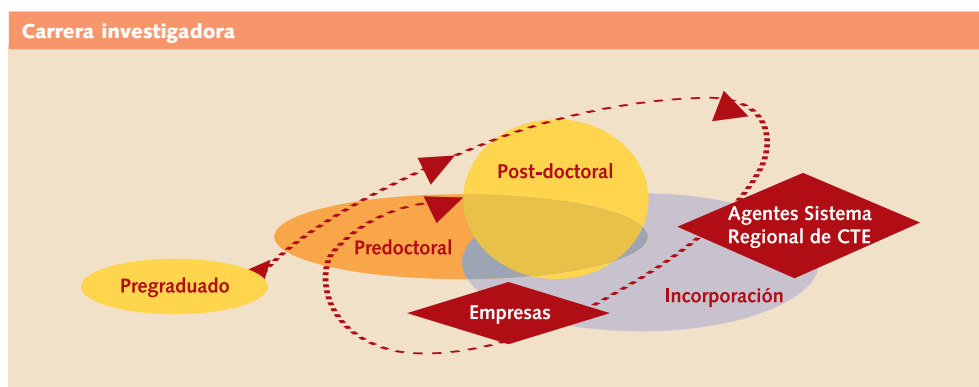 Carrera investigadora
Post-doctoral
Agentes Sistema
Regional de CTE
Predoctoral
Pregraduado
Incorporación
Empresas